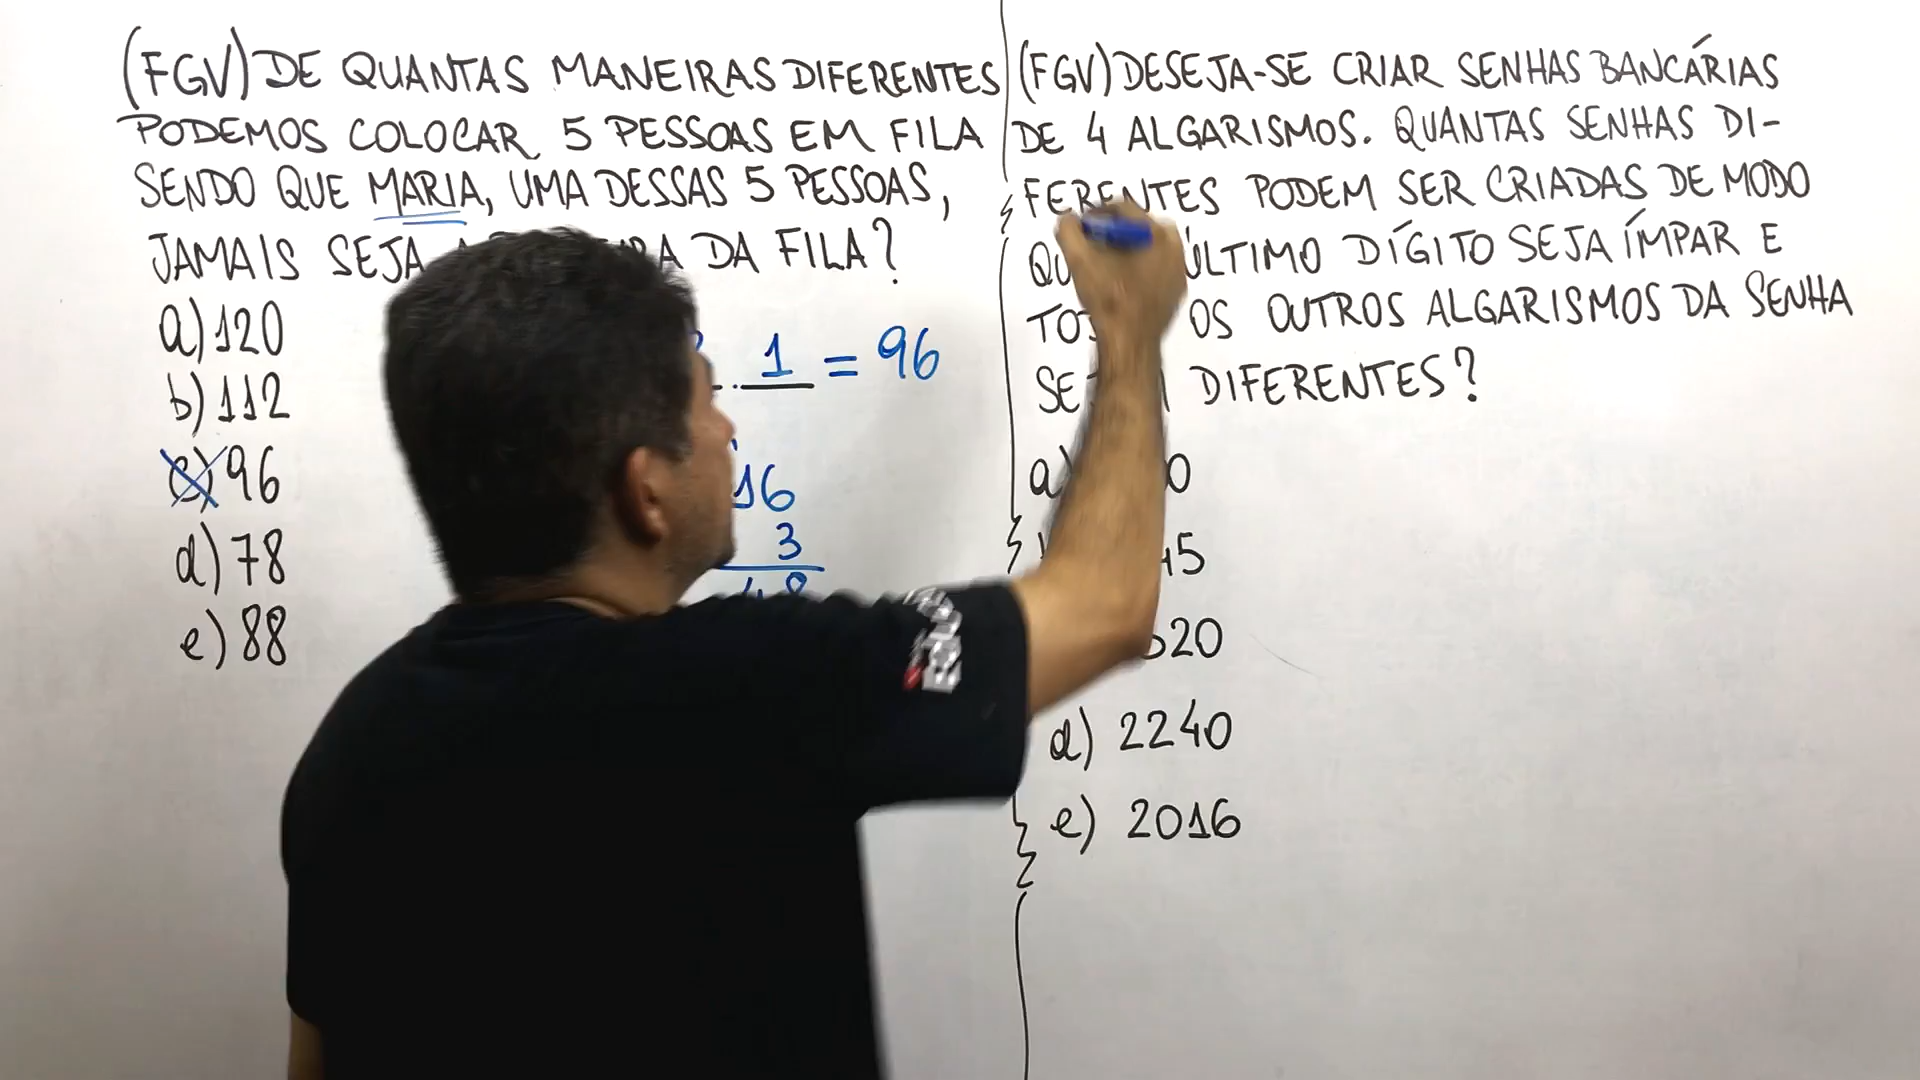 (FGV) DE QUANTAS MANEIRAS DIFERENTES
PODEMOS COLOCAR 5 PESSOAS EM FILA
SENDO QUE MARIA, UMA DESSAS 5 PESSOAS,
JAMAIS SEJA DA FILA?
a) 120
b) 112
c) 96
d) 78
e) 88
. 1 = 96
16
3
48
(FGV) DESEJA-SE CRIAR SENHAS BANCÁRIAS
DE 4 ALGARISMOS. QUANTAS SENHAS DI-
FERENTES PODEM SER CRIADAS DE MODO
ÚLTIMO DÍGITO SEJA ÍMPAR E
OS OUTROS ALGARISMOS DA SENHA
DIFERENTES?
d) 2240
e) 2016